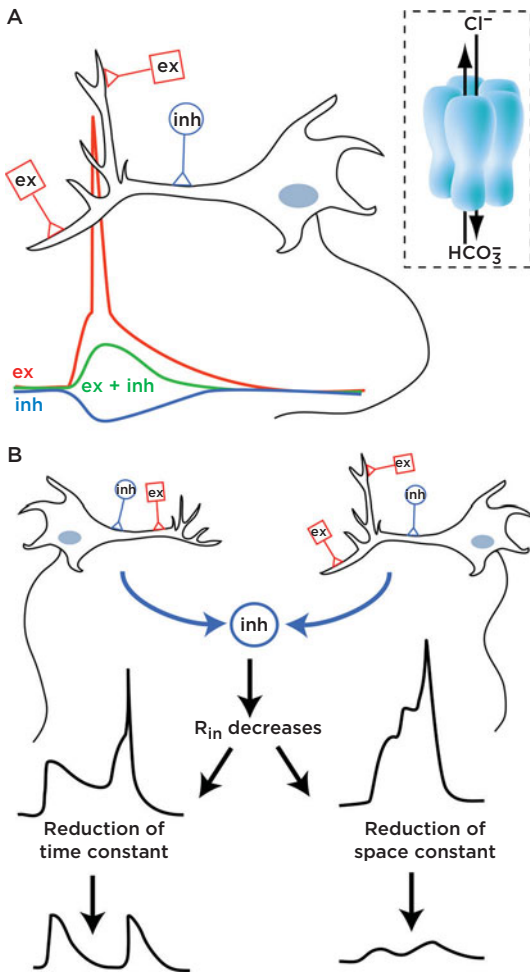 A
Cl⁻
ex
inh
ex
HCO₃⁻
ex
ex + inh
inh
B
inh
ex
ex
inh
ex
inh
R_in decreases
Reduction of
time constant
Reduction of
space constant